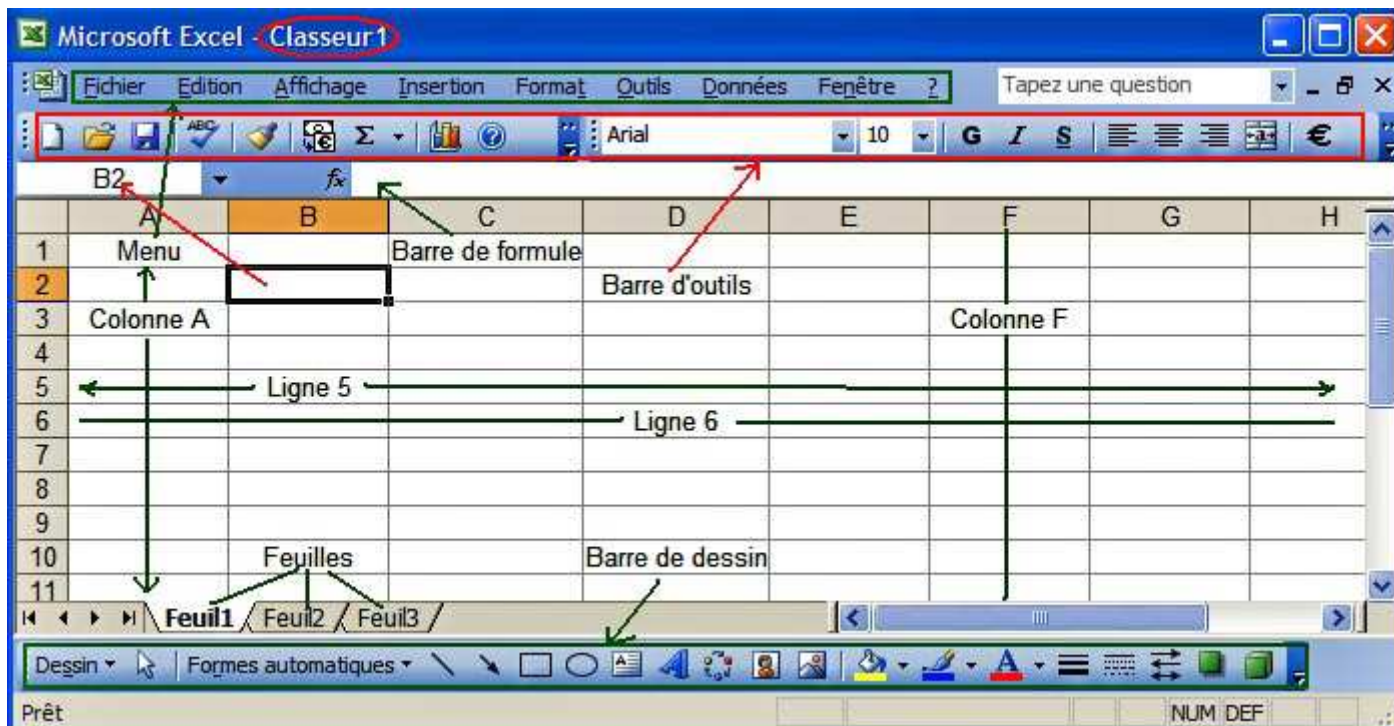 Microsoft Excel - Classeur1
Fichier Edition Affichage Insertion Format Outils Données Fenêtre ? Tapez une question
ABC Σ Arial 10 G I S a €
B2 fx
A B C D E F G H
1 Menu Barre de formule
2 Barre d'outils
3 Colonne A Colonne F
4
5 Ligne 5
6 Ligne 6
7
8
9
10 Feuilles Barre de dessin
11
Feuil1 Feuil2 Feuil3
Dessin Formes automatiques A A A
Prêt NUM DEF